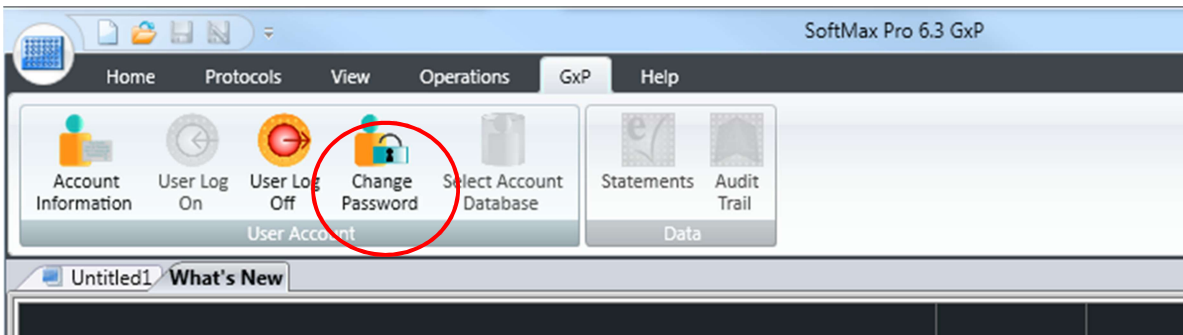 SoftMax Pro 6.3 GxP
Home Protocols View Operations GxP Help
Account Information
User Log On
User Log Off
Change Password
Select Account Database
Statements
Audit Trail
User Account
Data
Untitled1
What's New